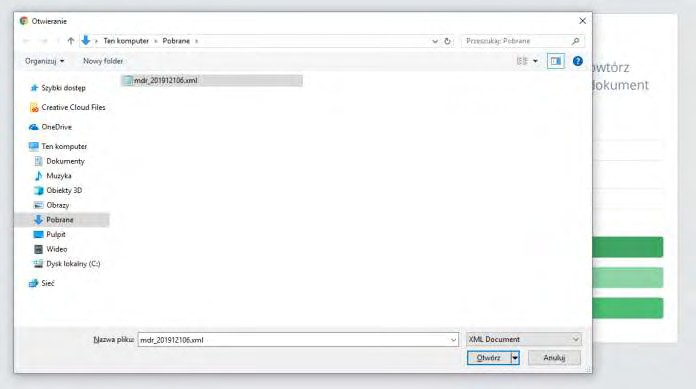 Otwieranie
Ten komputer > Pobrane >
Przeszukaj: Pobrane
Organizuj
Nowy folder
Szybki dostęp
Creative Cloud Files
OneDrive
Ten komputer
Dokumenty
Muzyka
Obiekty 3D
Obrazy
Pobrane
Pulpit
Wideo
Dysk lokalny (C:)
Sieć
mdr_201912106.xml
Nazwa pliku:
mdr_201912106.xml
XML Document
Otwórz
Anuluj
owtórz
dokument